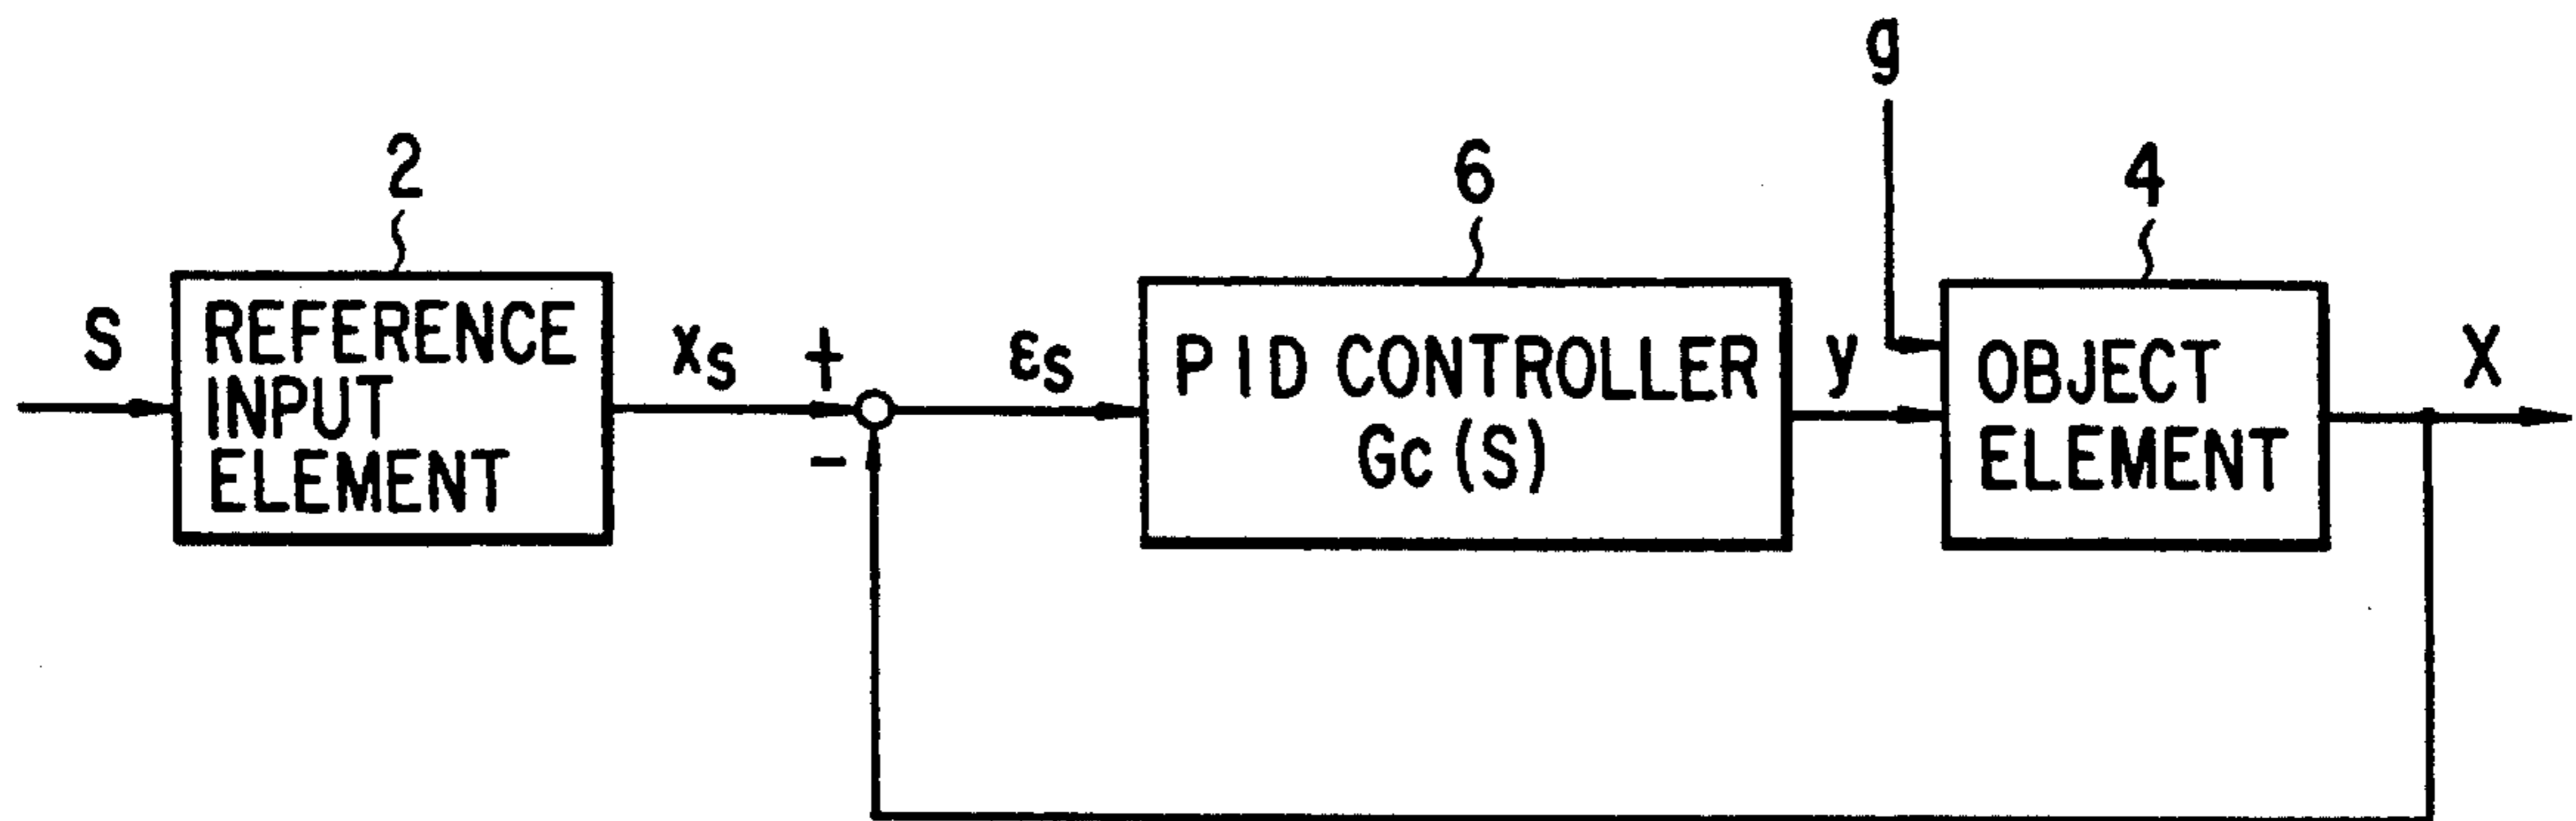 g
2
6
4
S
REFERENCE
INPUT
ELEMENT
xs
+
-
εs
PID CONTROLLER
Gc (S)
y
OBJECT
ELEMENT
X